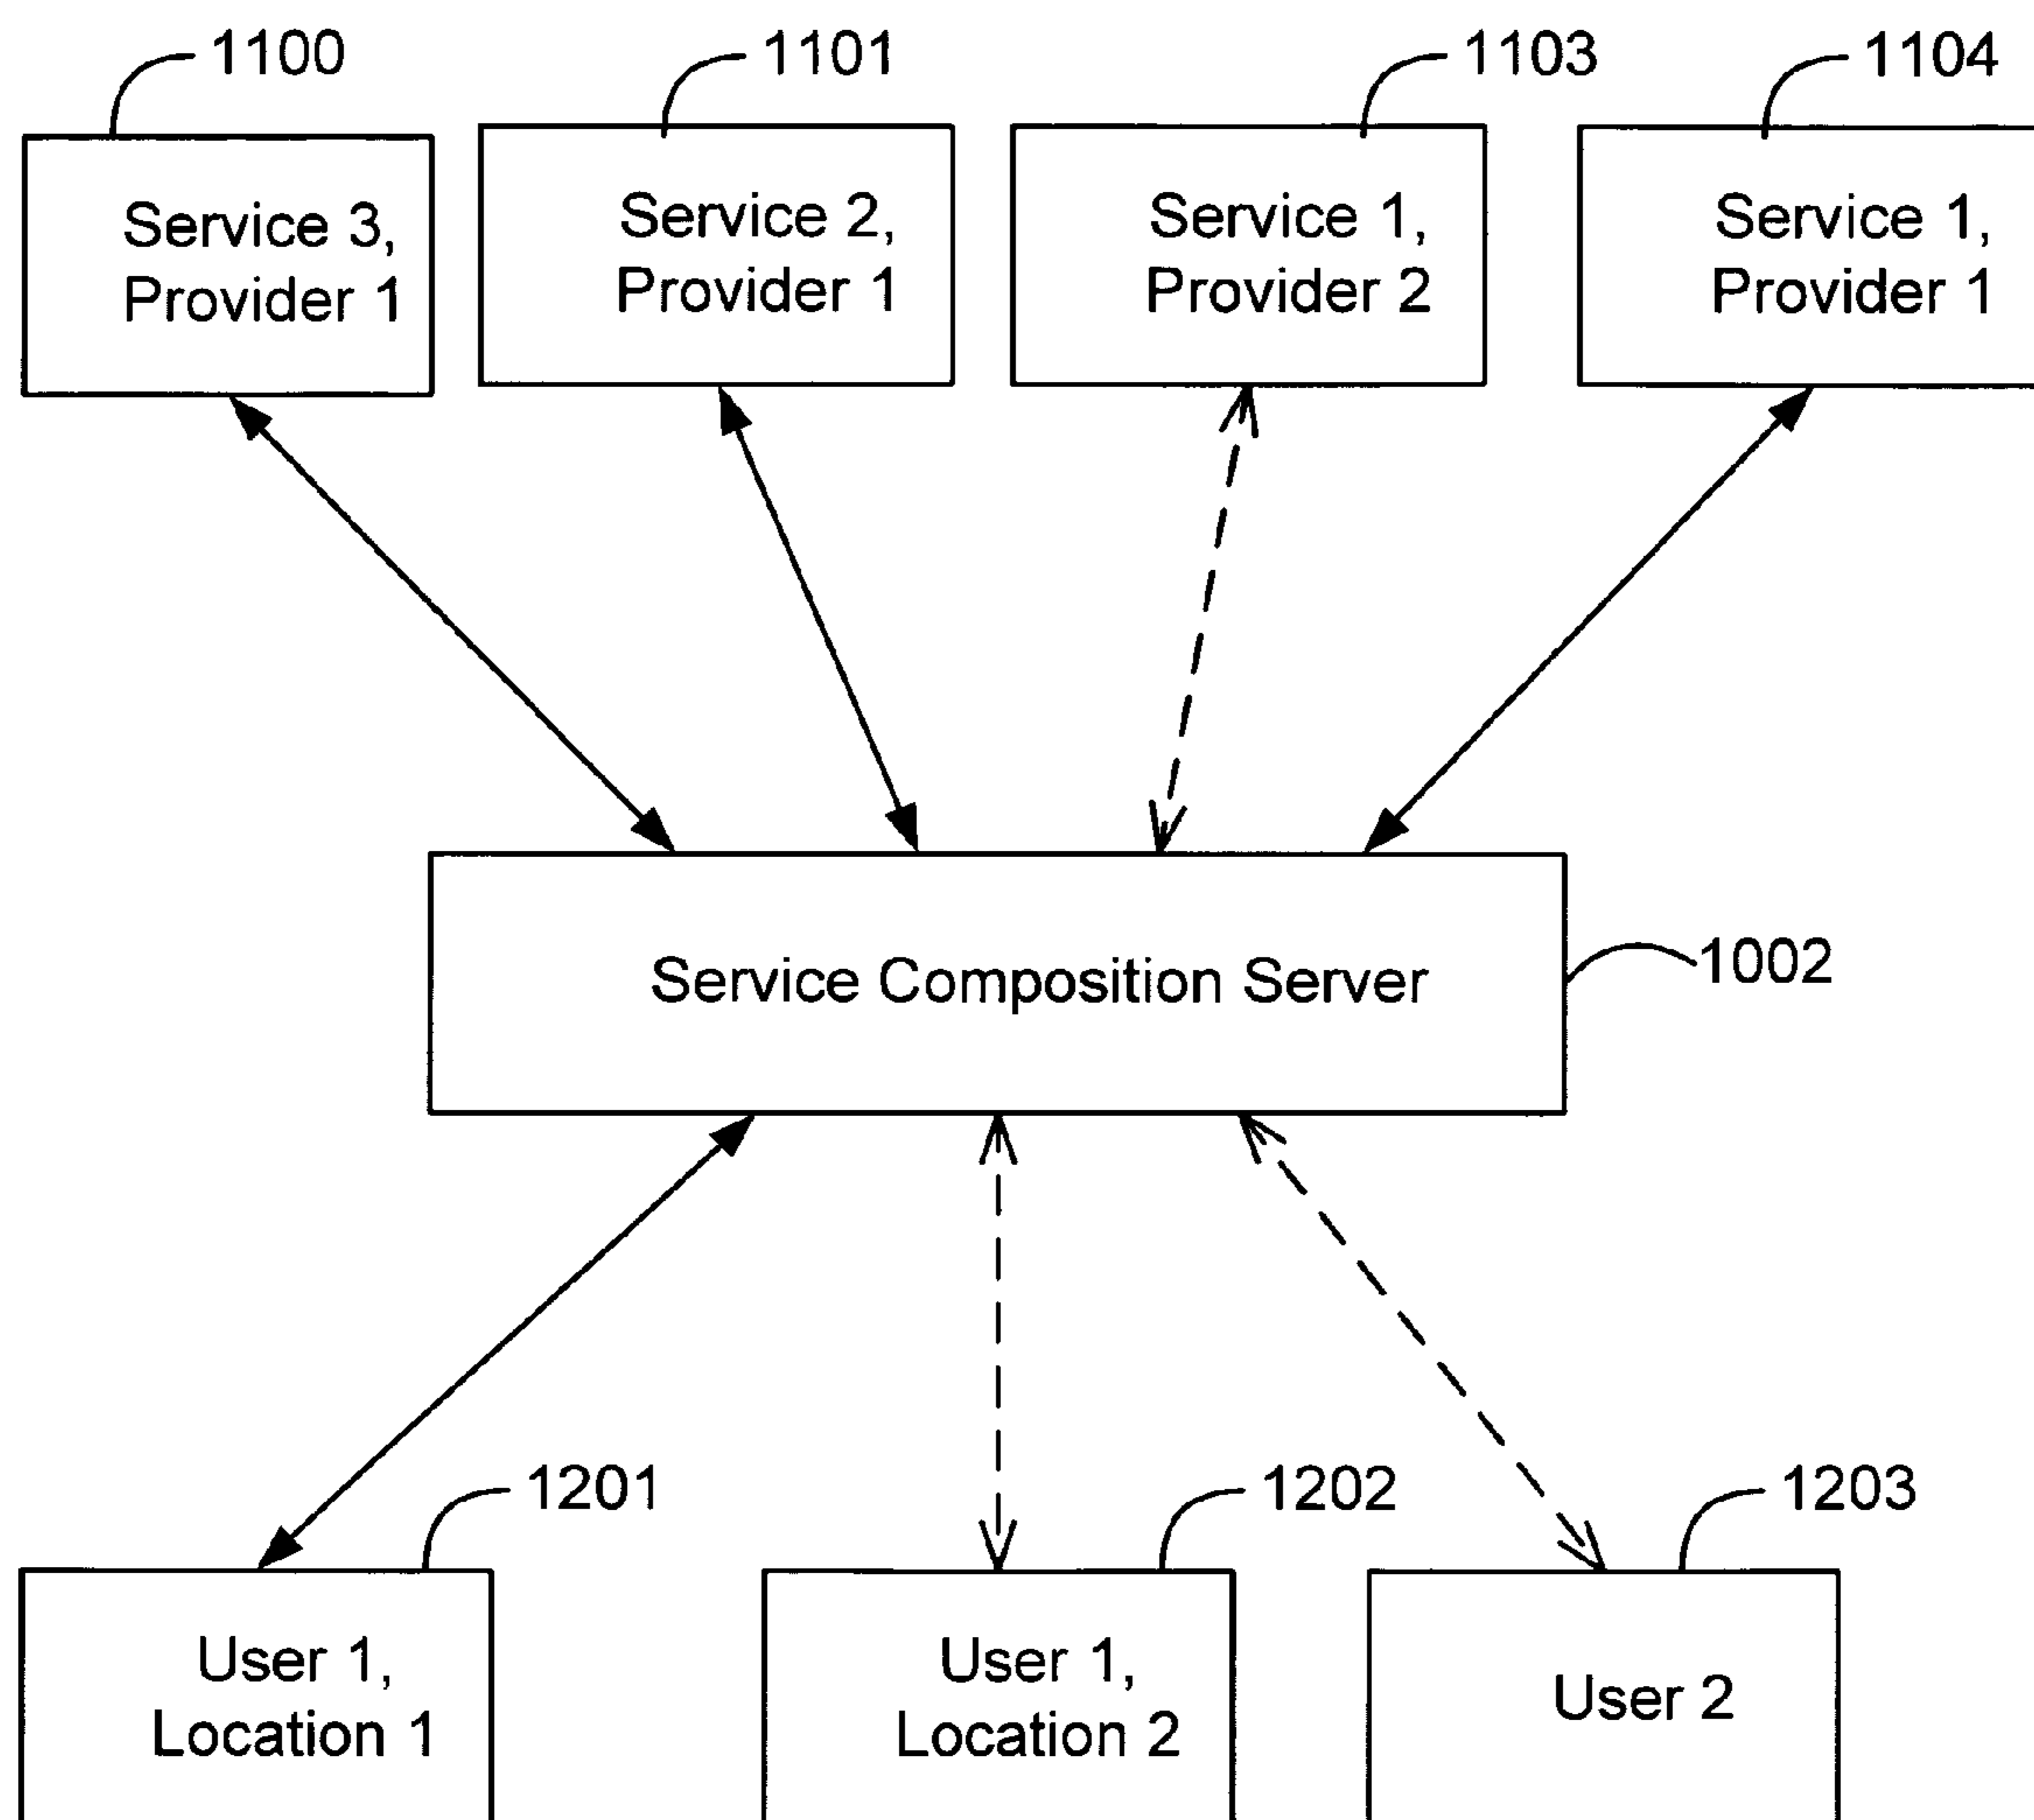 1100
1101
1103
1104
Service 3,
Provider 1
Service 2,
Provider 1
Service 1,
Provider 2
Service 1,
Provider 1
Service Composition Server
1002
1201
1202
1203
User 1,
Location 1
User 1,
Location 2
User 2